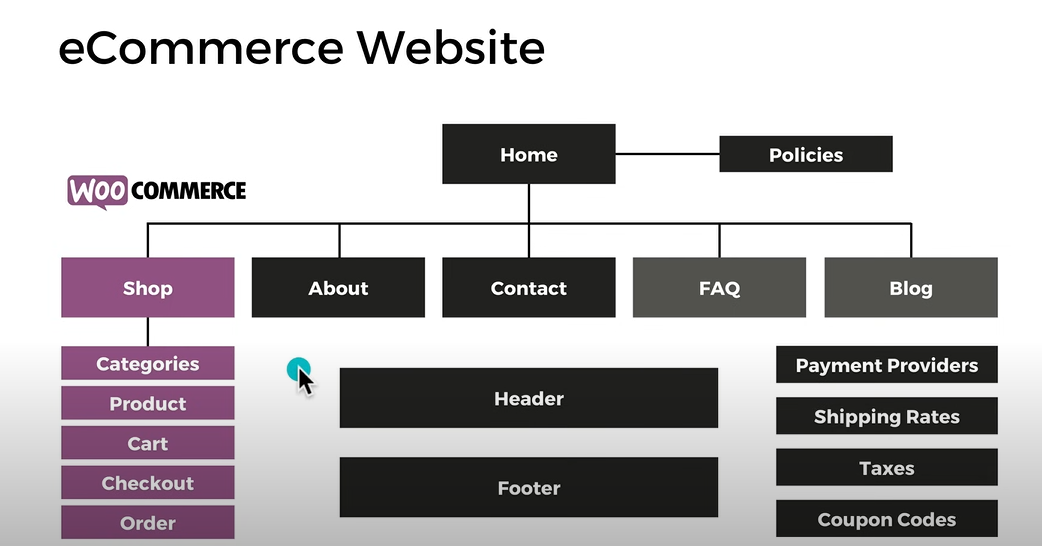 eCommerce Website
Home
Policies
WOO COMMERCE
Shop
About
Contact
FAQ
Blog
Categories
Product
Cart
Checkout
Order
Header
Footer
Payment Providers
Shipping Rates
Taxes
Coupon Codes